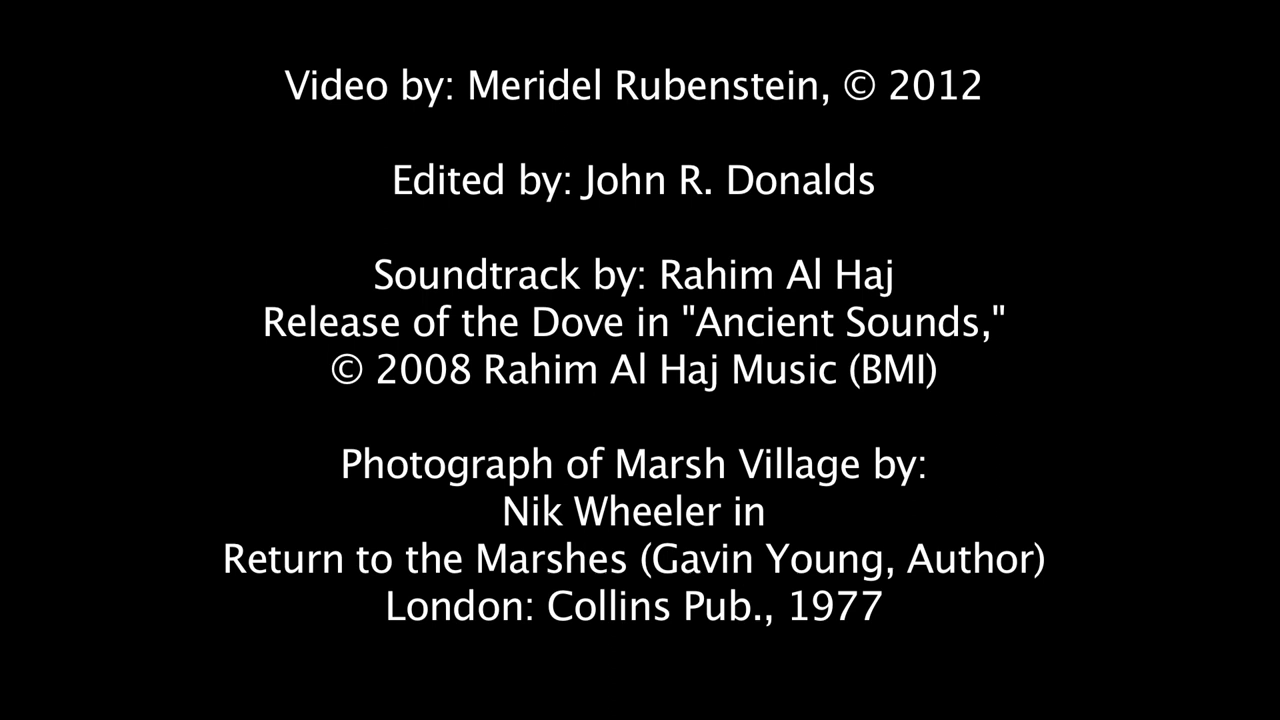 Video by: Meridel Rubenstein, © 2012
Edited by: John R. Donalds
Soundtrack by: Rahim Al Haj
Release of the Dove in "Ancient Sounds,"
© 2008 Rahim Al Haj Music (BMI)
Photograph of Marsh Village by:
Nik Wheeler in
Return to the Marshes (Gavin Young, Author)
London: Collins Pub., 1977